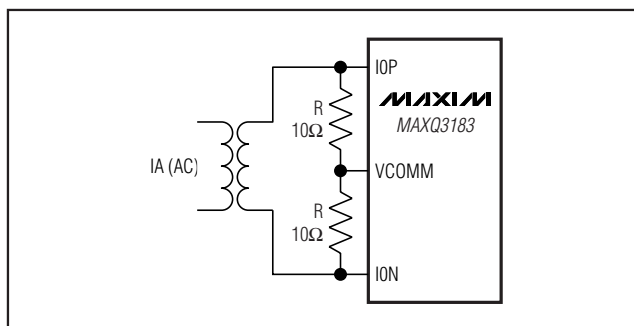 I0P
MAXIM
R
10Ω
MAXQ3183
IA (AC)
VCOMM
R
10Ω
I0N